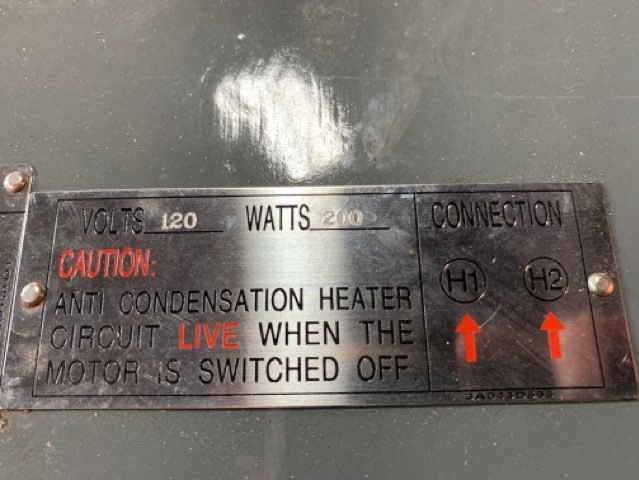 VOLTS 120 WATTS 200
CAUTION:
ANTI CONDENSATION HEATER
CIRCUIT LIVE WHEN THE
MOTOR IS SWITCHED OFF.
CONNECTION
H1 H2